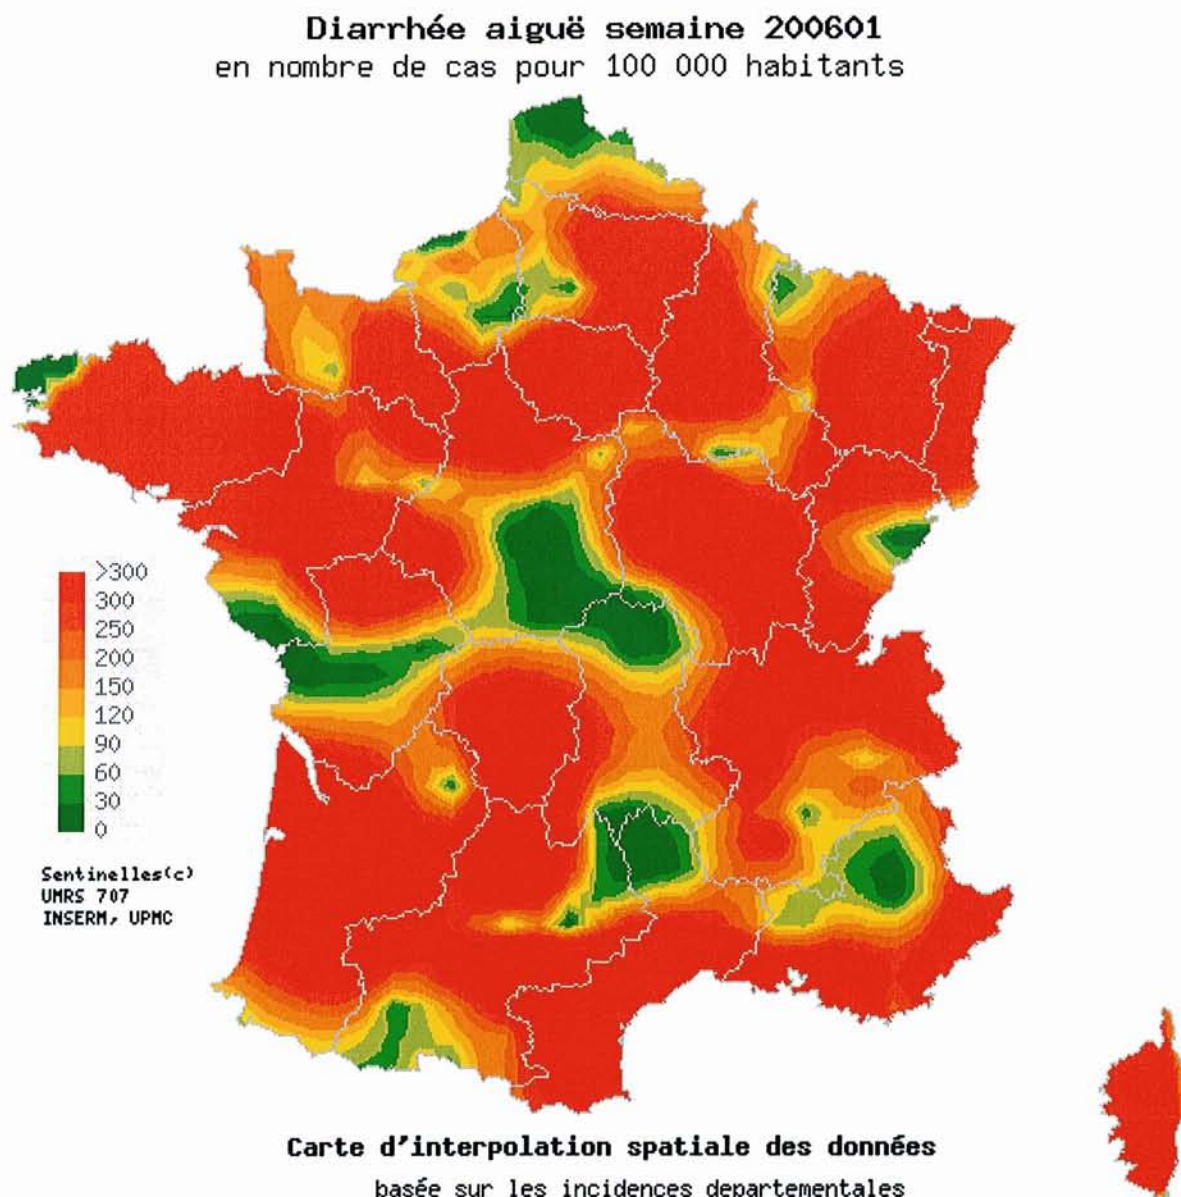 Diarrhée aiguë semaine 200601
en nombre de cas pour 100 000 habitants
>300
300
250
200
150
120
90
60
30
0
Sentinelles(c)
UMRS 707
INSERM, UPMC
Carte d'interpolation spatiale des données
basée sur les incidences departementales